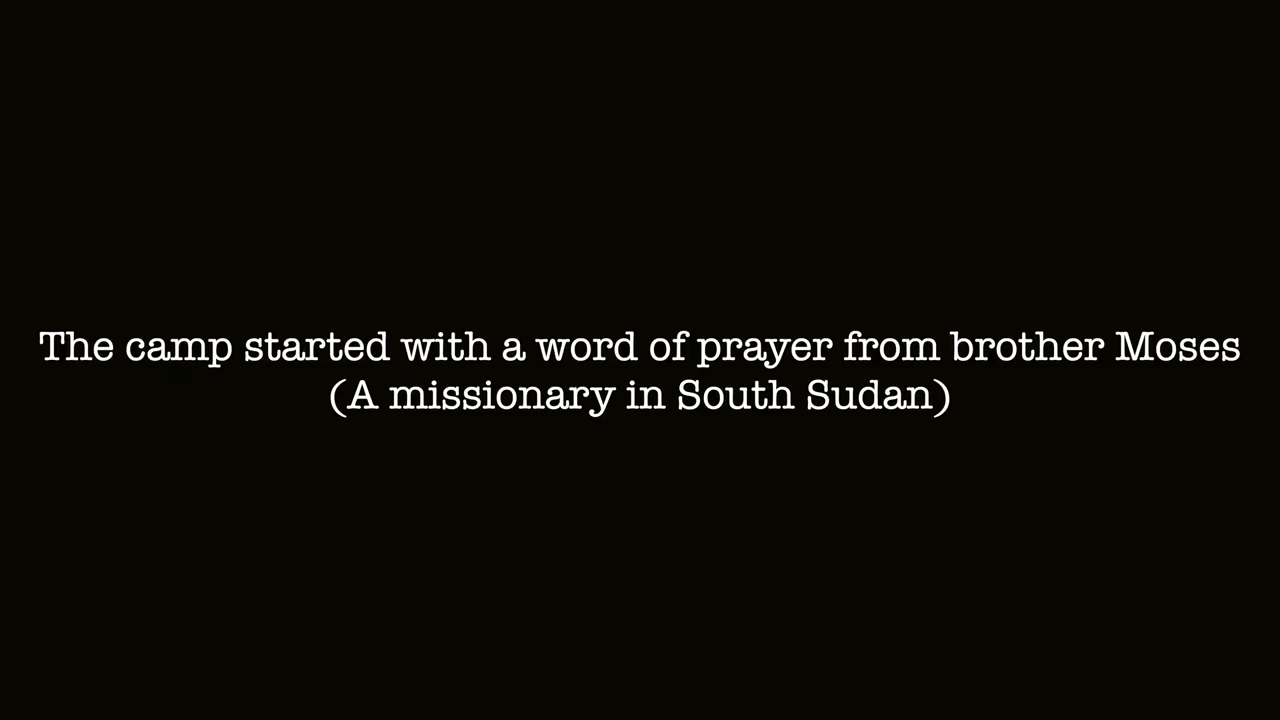 The camp started with a word of prayer from brother Moses
(A missionary in South Sudan)